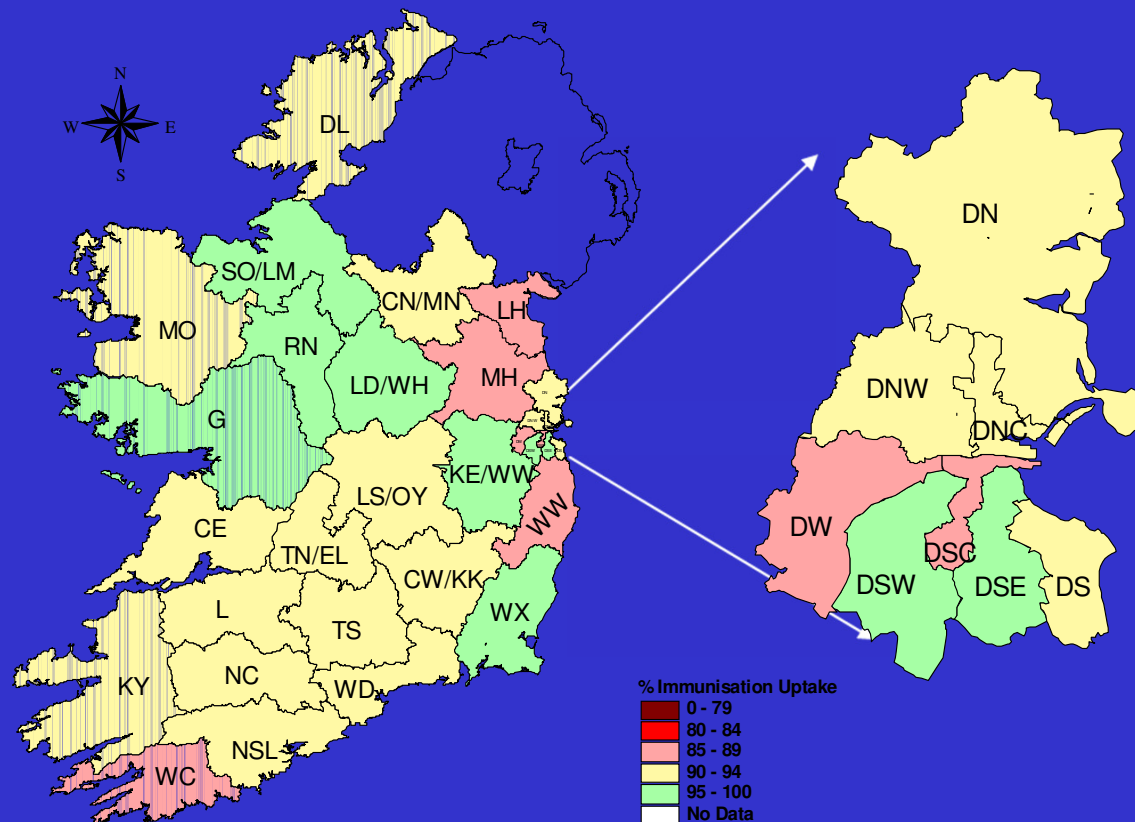 N
W E
S
DL
SO/LM
CN/MN
LH
MO
RN
MH
LD/WH
G
KE/WW
LS/OY
WW
CE
TN/EL
CW/KK
L
TS
WX
NC
WD
KY
NSL
WC
DN
DNW
DNC
DW
DSC
DSW
DSE
DS
% Immunisation Uptake
0 - 79
80 - 84
85 - 89
90 - 94
95 - 100
No Data